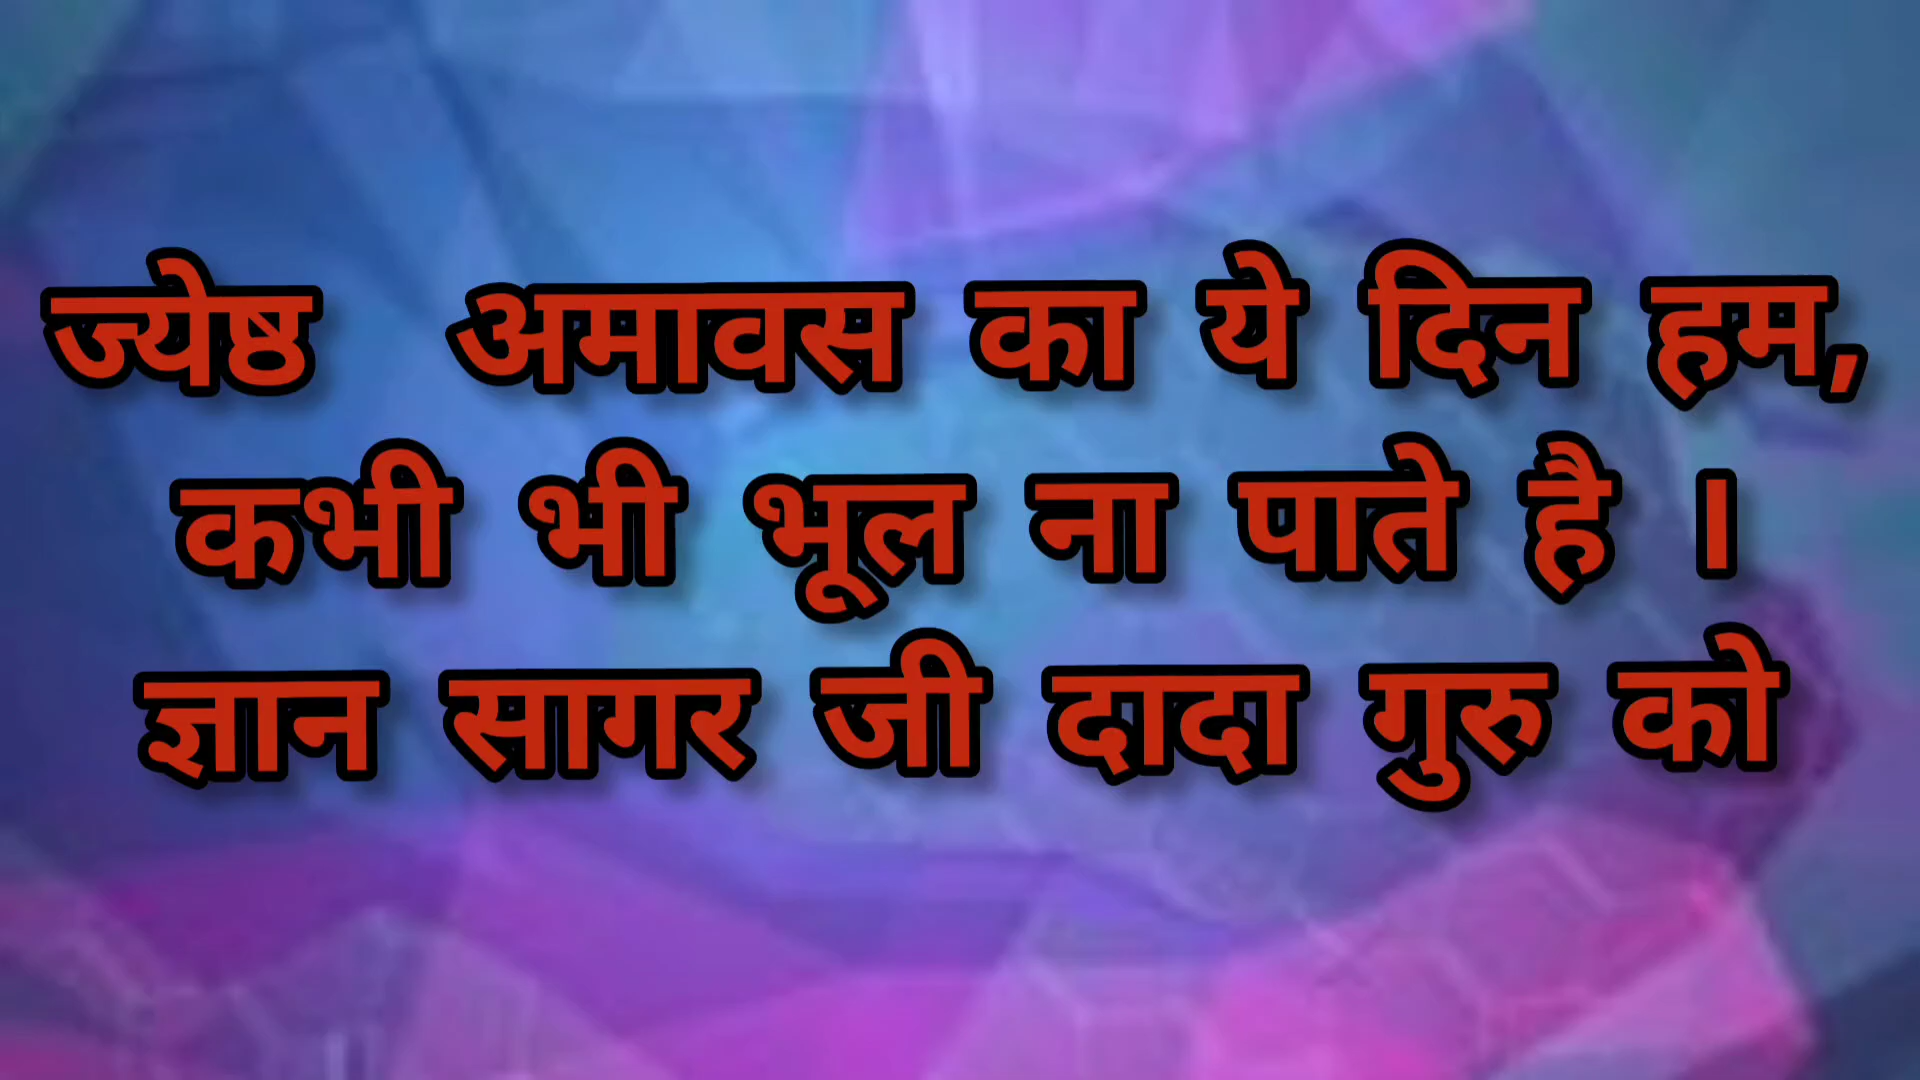 ज्येष्ठ अमावस का ये दिन हम,
कभी भी भूल ना पाते है ।
ज्ञान सागर जी दादा गुरु को